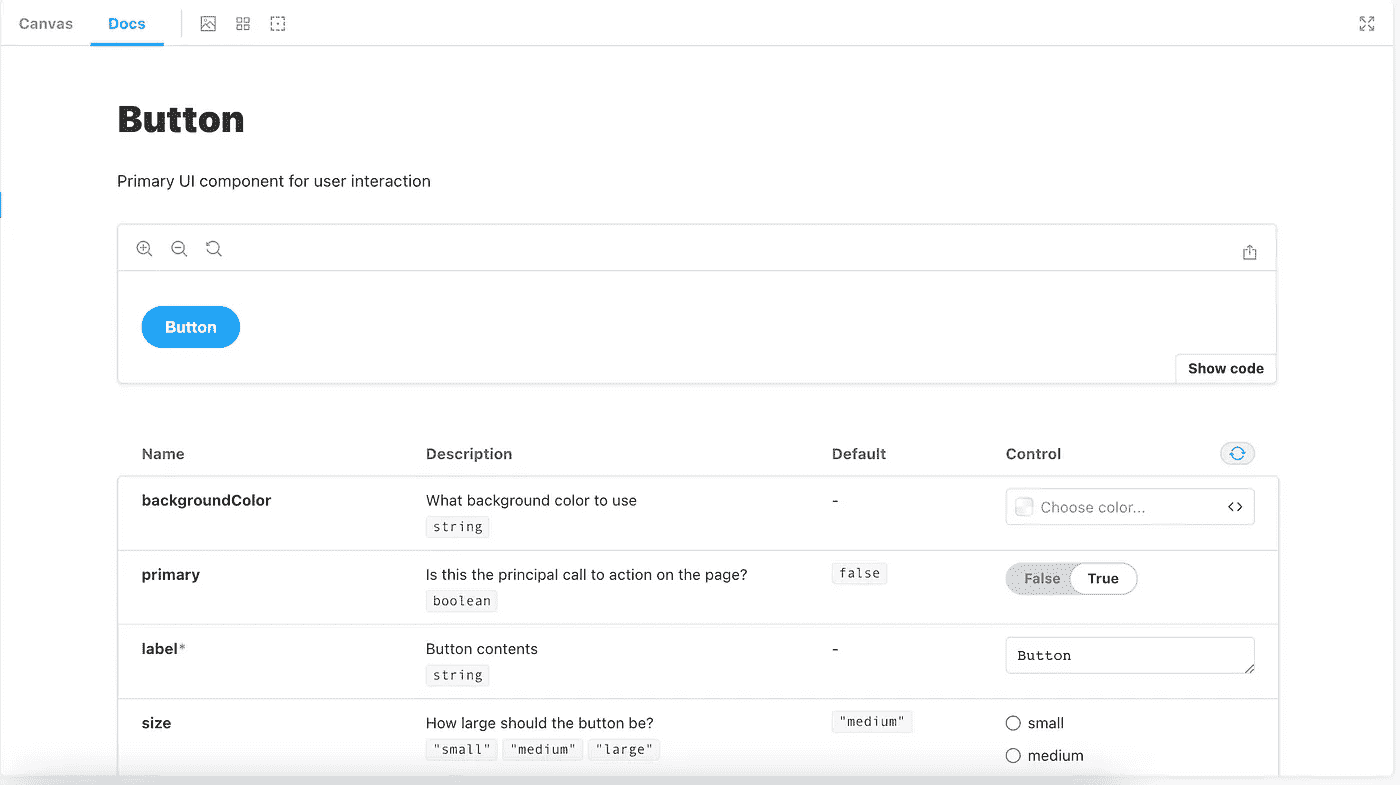 Canvas Docs
Button
Primary UI component for user interaction
Button
Show code
Name Description Default Control
backgroundColor What background color to use - Choose color...
string
primary Is this the principal call to action on the page? false False True
boolean
label* Button contents - Button
string
size How large should the button be? "medium" small
"small" "medium" "large" medium